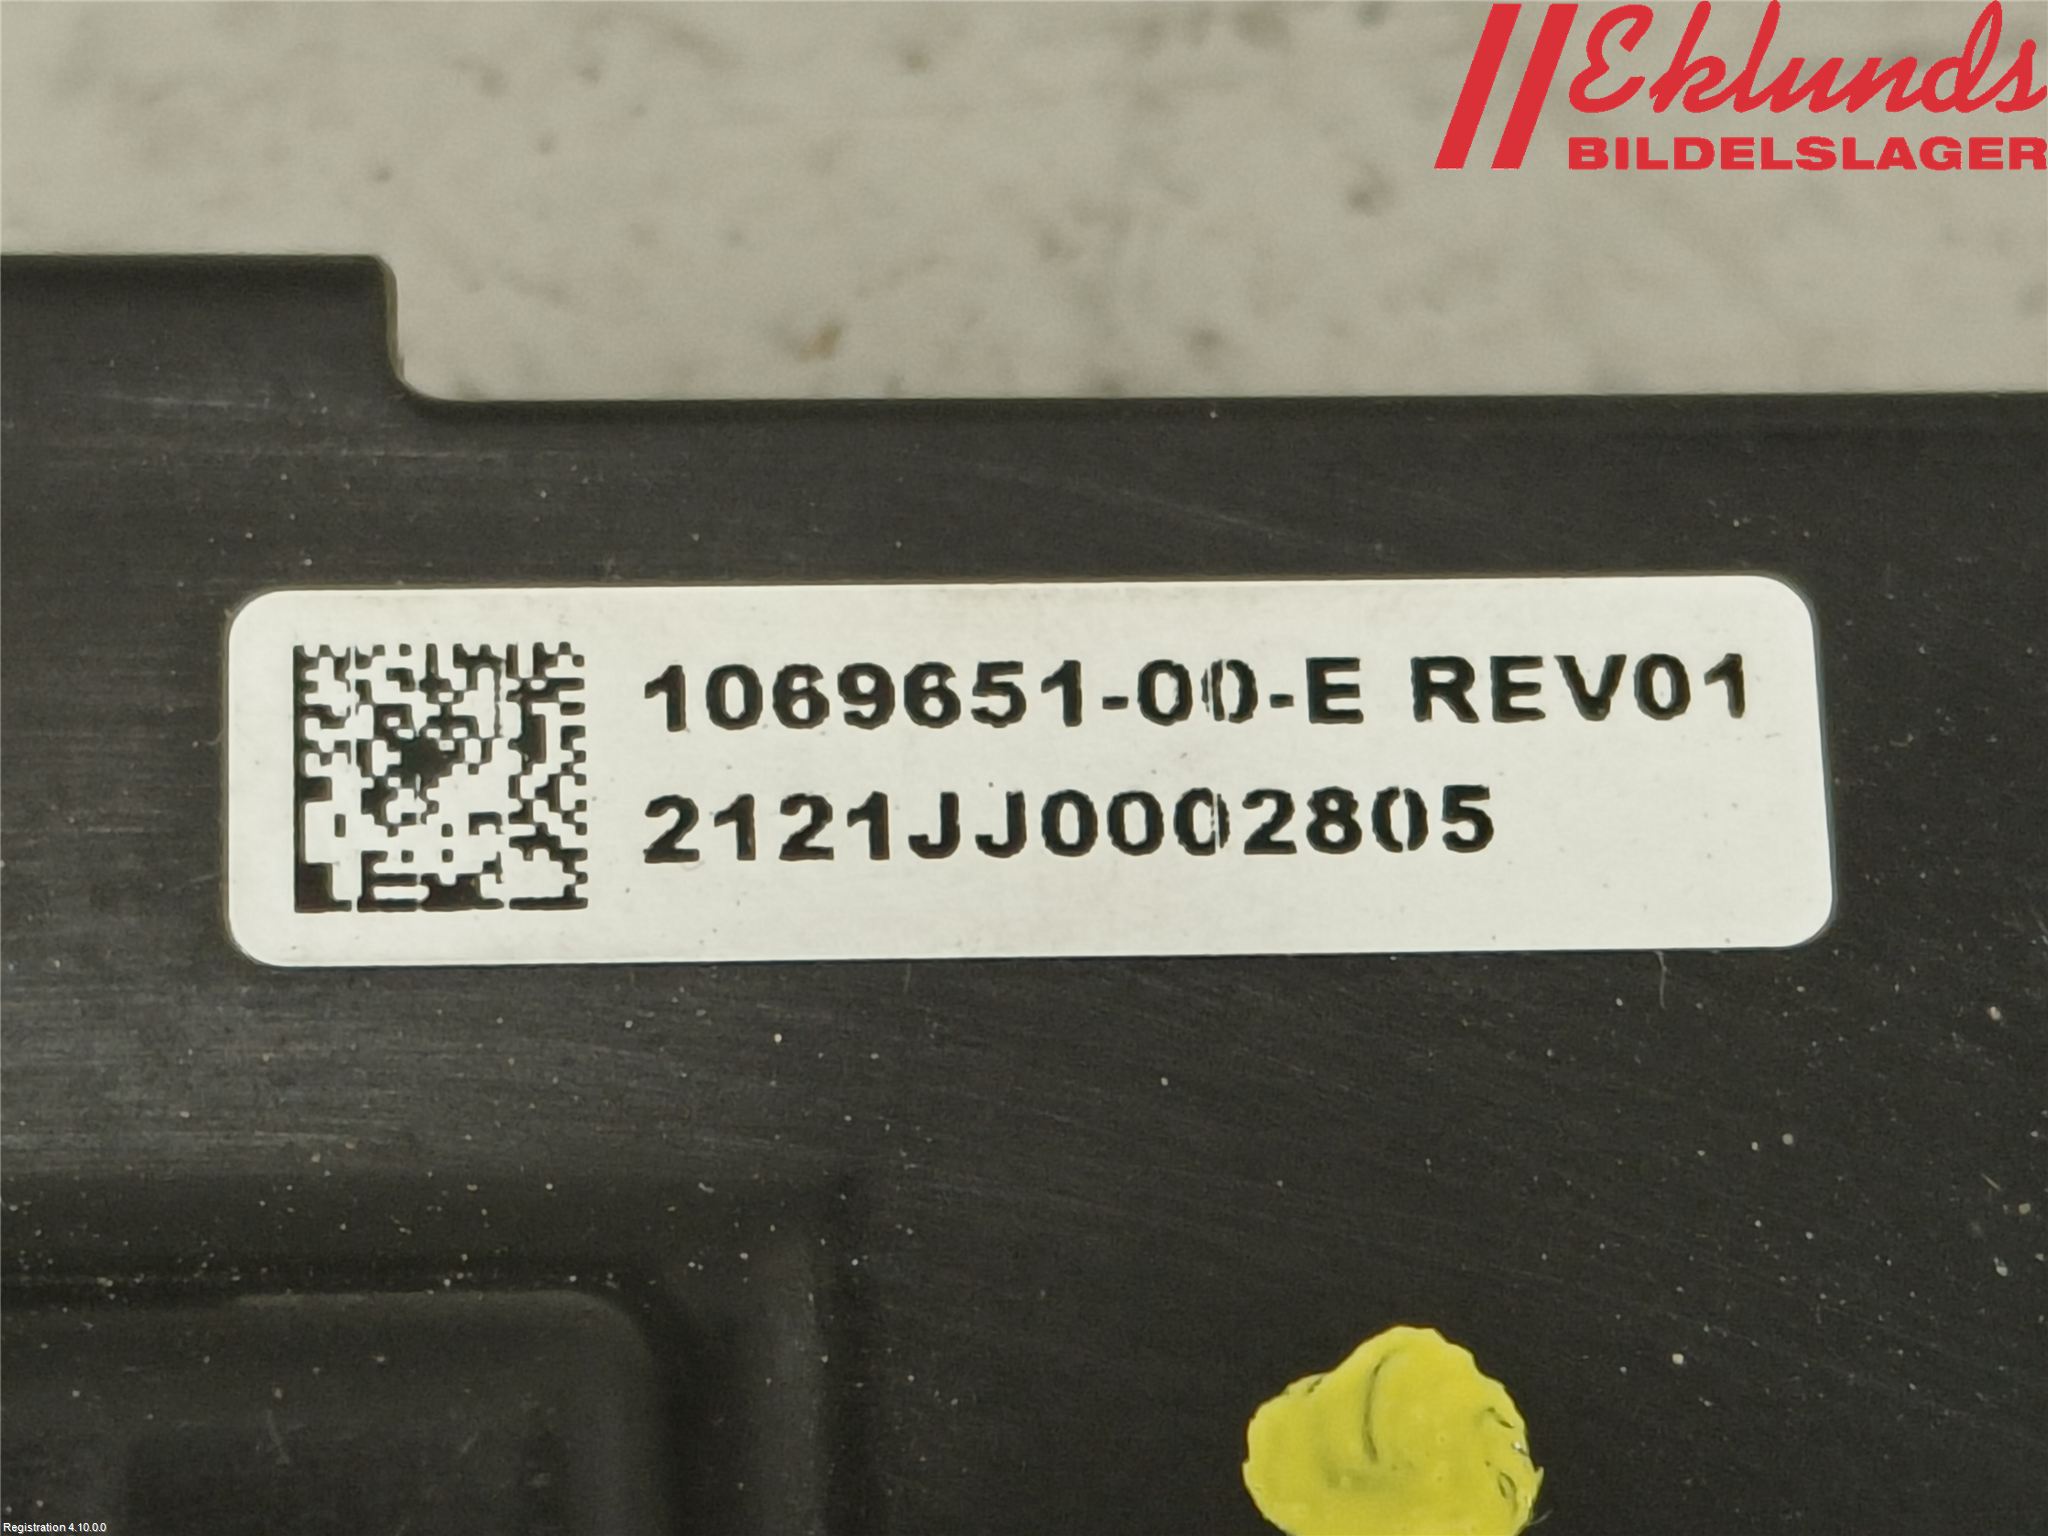 Eklunds
BILDELSLAGER
1069651-00-E REV01
2121JJ0002805
Registration 4.10.0.0